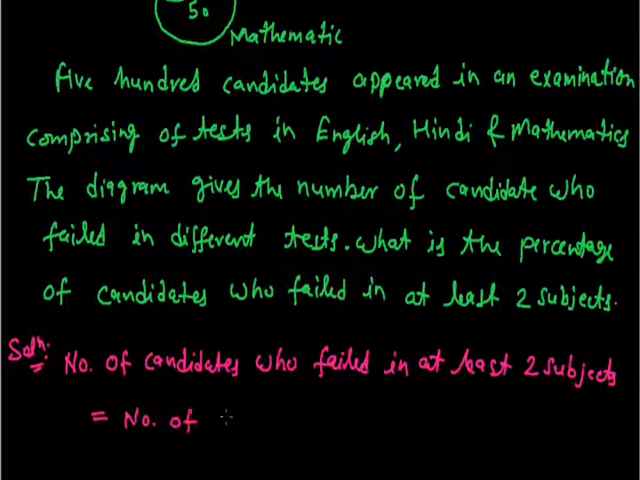 50
Mathematic
Five hundred candidates appeared in an examination
comprising of tests in English, Hindi & Mathematics
The diagram gives the number of candidate who
failed in different tests. What is the percentage
of candidates who failed in at least 2 subjects.
Solⁿ: No. of candidates who failed in at least 2 subjects
= No. of